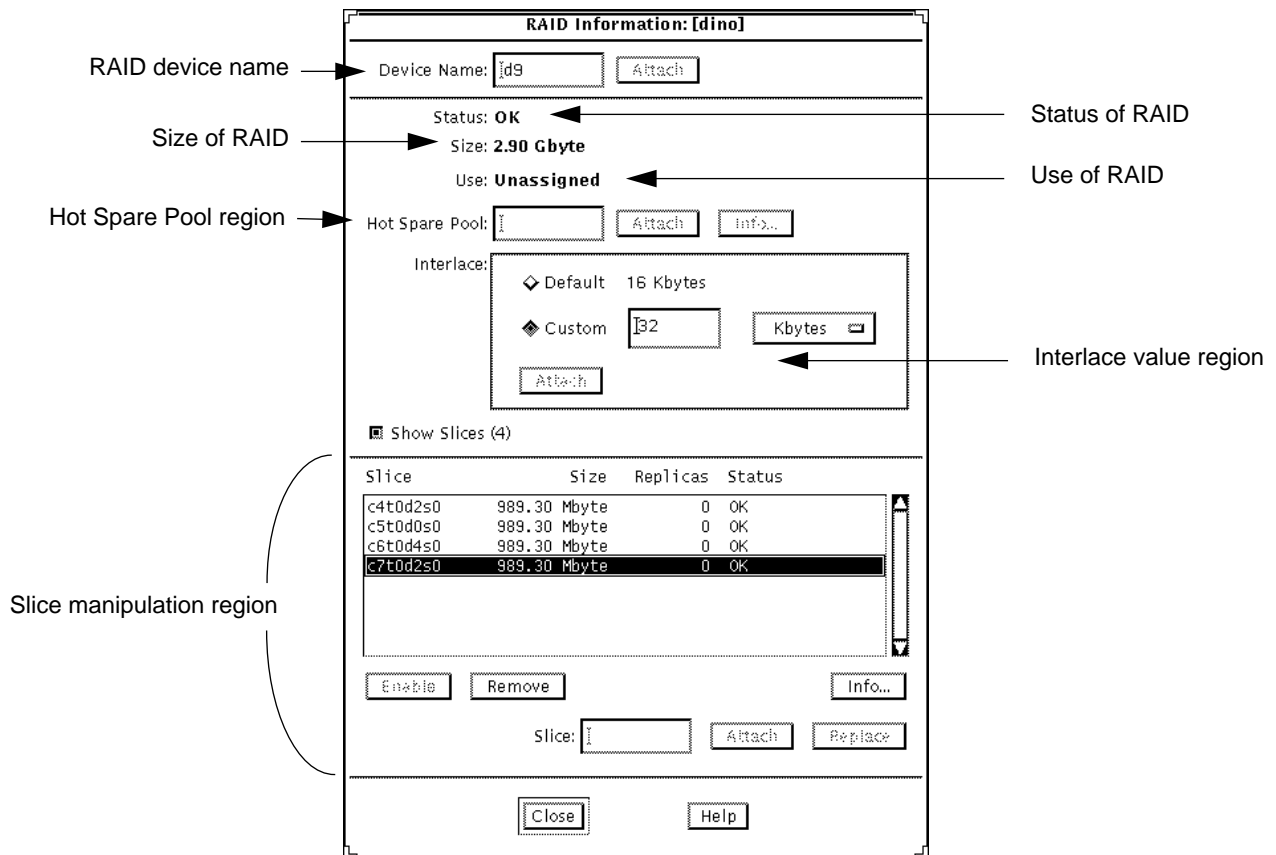 RAID Information: [dino]
RAID device name
Device Name: d9 Attach
Status: OK
Status of RAID
Size of RAID
Size: 2.90 Gbyte
Use: Unassigned
Use of RAID
Hot Spare Pool region
Hot Spare Pool: Attach Info...
Interlace:
Default 16 Kbytes
Custom 32 Kbytes
Interlace value region
Attach
Show Slices (4)
Slice Size Replicas Status
c4t0d2s0 989.30 Mbyte 0 OK
c5t0d0s0 989.30 Mbyte 0 OK
c6t0d4s0 989.30 Mbyte 0 OK
c7t0d2s0 989.30 Mbyte 0 OK
Slice manipulation region
Enable Remove Info...
Slice: Attach Replace
Close Help